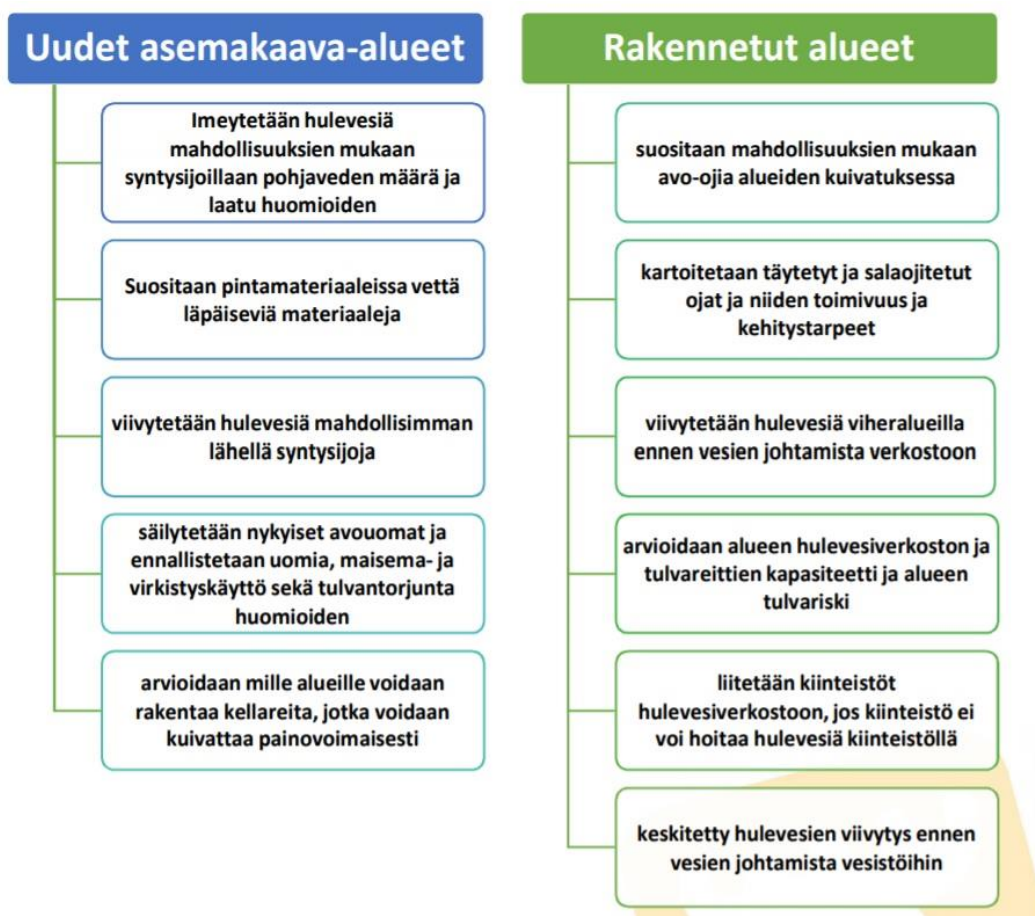 Uudet asemakaava-alueet
Imeytetään hulevesiä
mahdollisuuksien mukaan
syntysijoillaan pohjaveden määrä ja
laatu huomioiden
Suositaan pintamateriaaleissa vettä
läpäiseviä materiaaleja
viivytetään hulevesiä mahdollisimman
lähellä syntysijoja
säilytetään nykyiset avouomat ja
ennallistetaan uomia, maisema- ja
virkistyskäyttö sekä tulvantorjunta
huomioiden
arvioidaan mille alueille voidaan
rakentaa kellareita, jotka voidaan
kuivattaa painovoimaisesti
Rakennetut alueet
suositaan mahdollisuuksien mukaan
avo-ojia alueiden kuivatuksessa
kartoitetaan täytetyt ja salaojitetut
ojat ja niiden toimivuus ja
kehitystarpeet
viivytetään hulevesiä viheralueilla
ennen vesien johtamista verkostoon
arvioidaan alueen hulevesiverkoston ja
tulvareittien kapasiteetti ja alueen
tulvariski
liitetään kiinteistöt
hulevesiverkostoon, jos kiinteistö ei
voi hoitaa hulevesiä kiinteistöllä
keskitetty hulevesien viivytys ennen
vesien johtamista vesistöihin